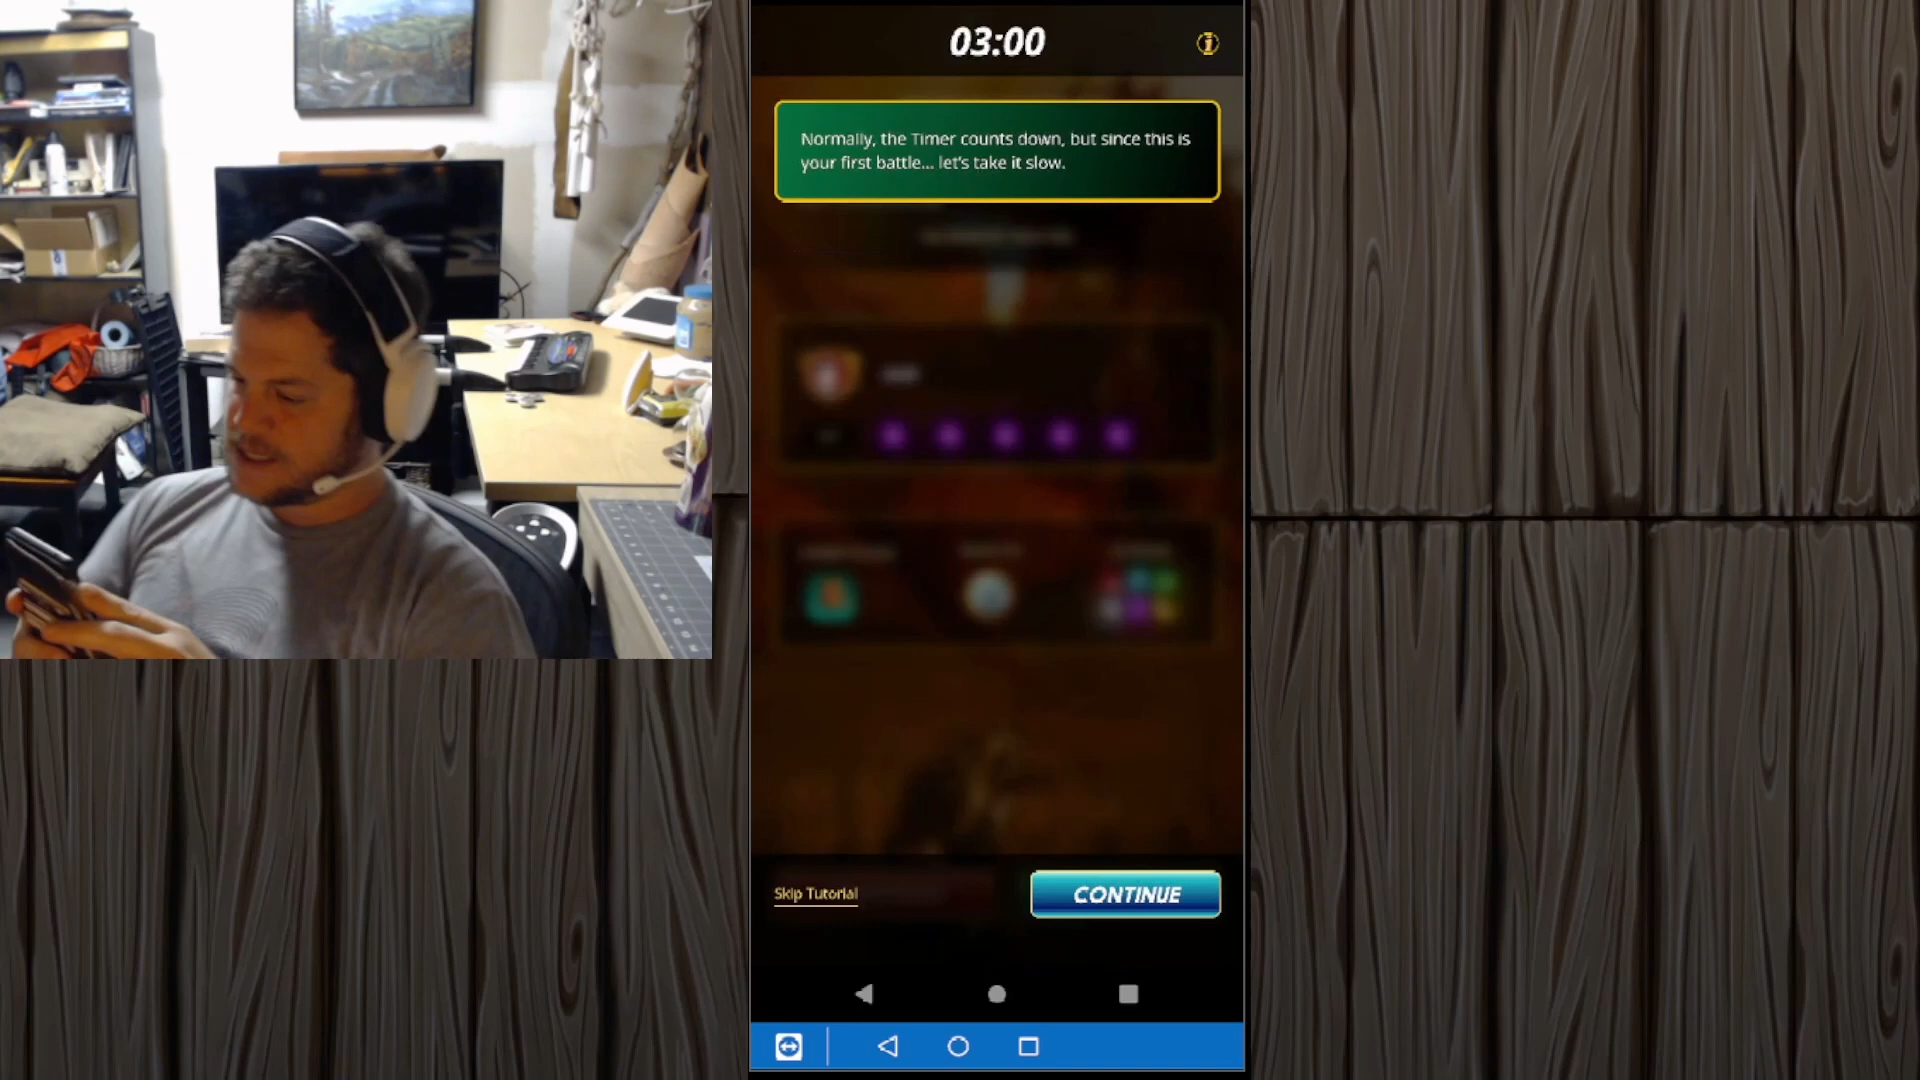 03:00
Normally, the Timer counts down, but since this is
your first battle... let's take it slow.
Skip Tutorial
CONTINUE